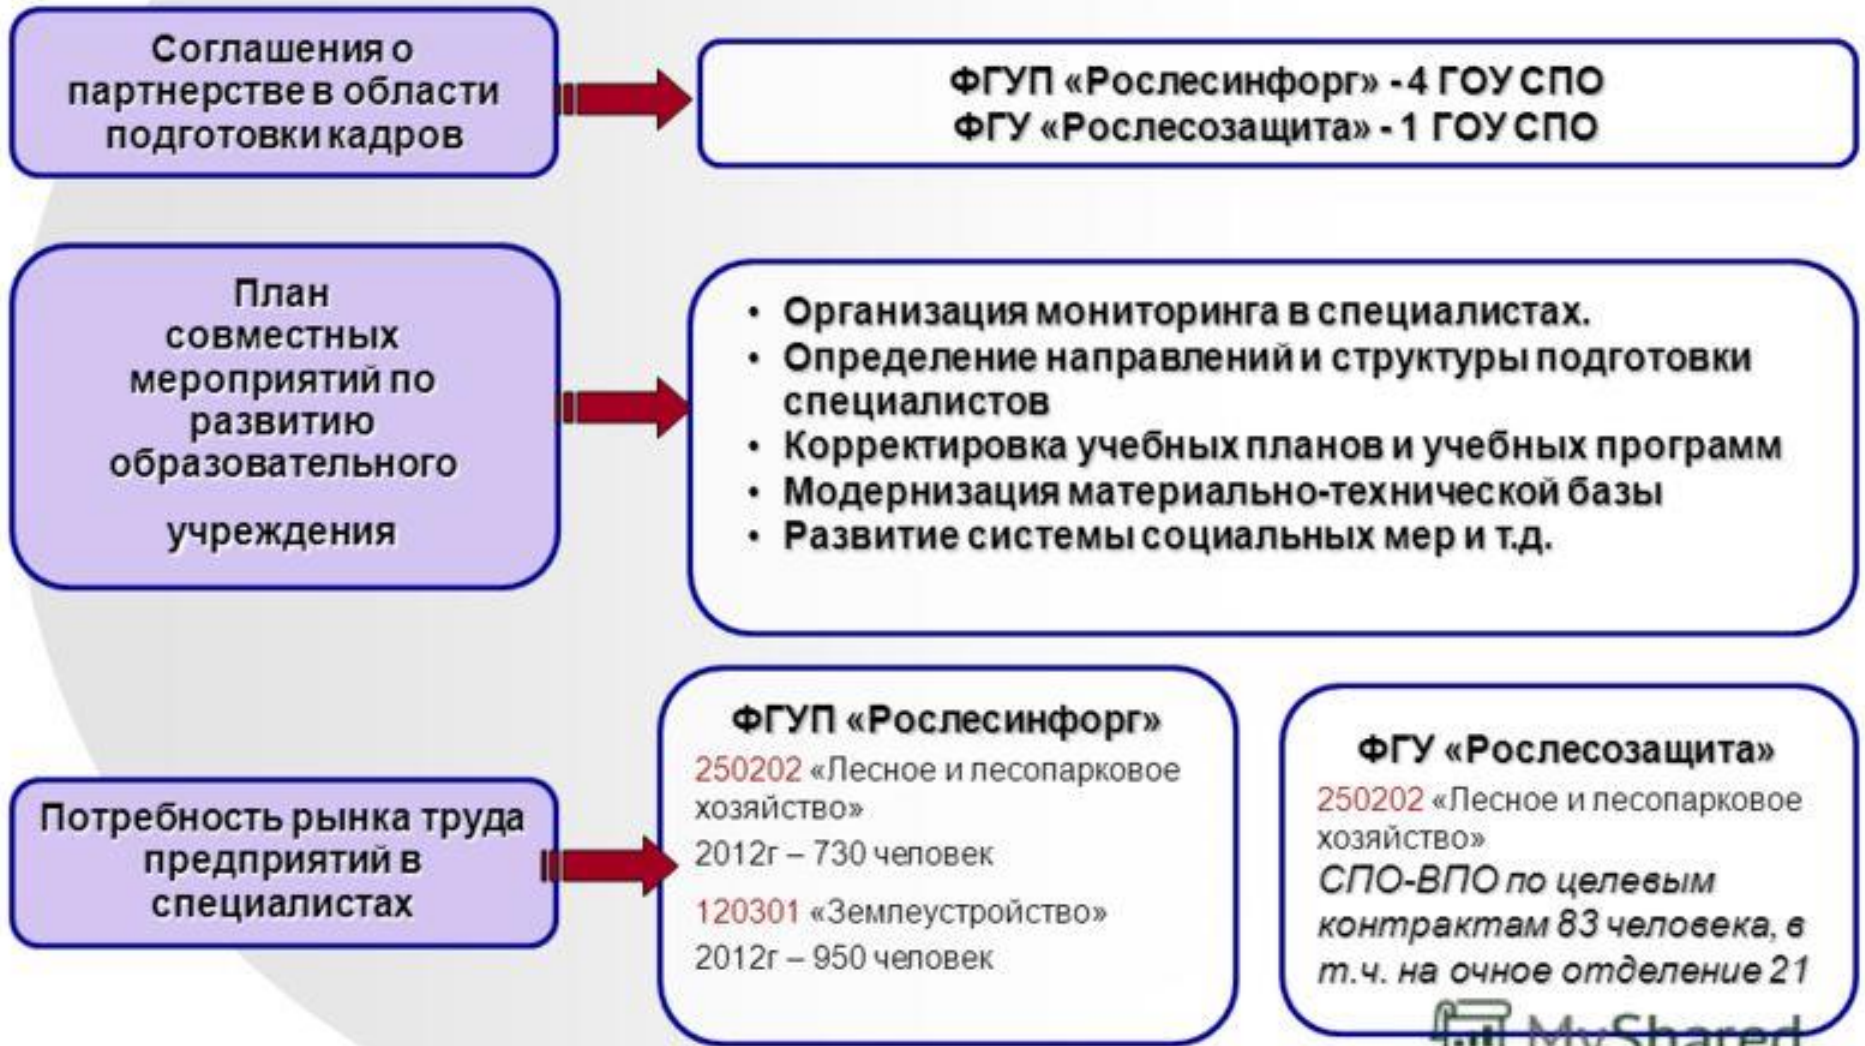 Соглашения о
партнерстве в области
подготовки кадров
ФГУП «Рослесинфорг» - 4 ГОУ СПО
ФГУ «Рослесозащита» - 1 ГОУ СПО
План
совместных
мероприятий по
развитию
образовательного
учреждения
• Организация мониторинга в специалистах.
• Определение направлений и структуры подготовки
специалистов
• Корректировка учебных планов и учебных программ
• Модернизация материально-технической базы
• Развитие системы социальных мер и т.д.
Потребность рынка труда
предприятий в
специалистах
ФГУП «Рослесинфорг»
250202 «Лесное и лесопарковое
хозяйство»
2012г – 730 человек
120301 «Землеустройство»
2012г – 950 человек
ФГУ «Рослесозащита»
250202 «Лесное и лесопарковое
хозяйство»
СПО-ВПО по целевым
контрактам 83 человека, в
т.ч. на очное отделение 21
MyShared